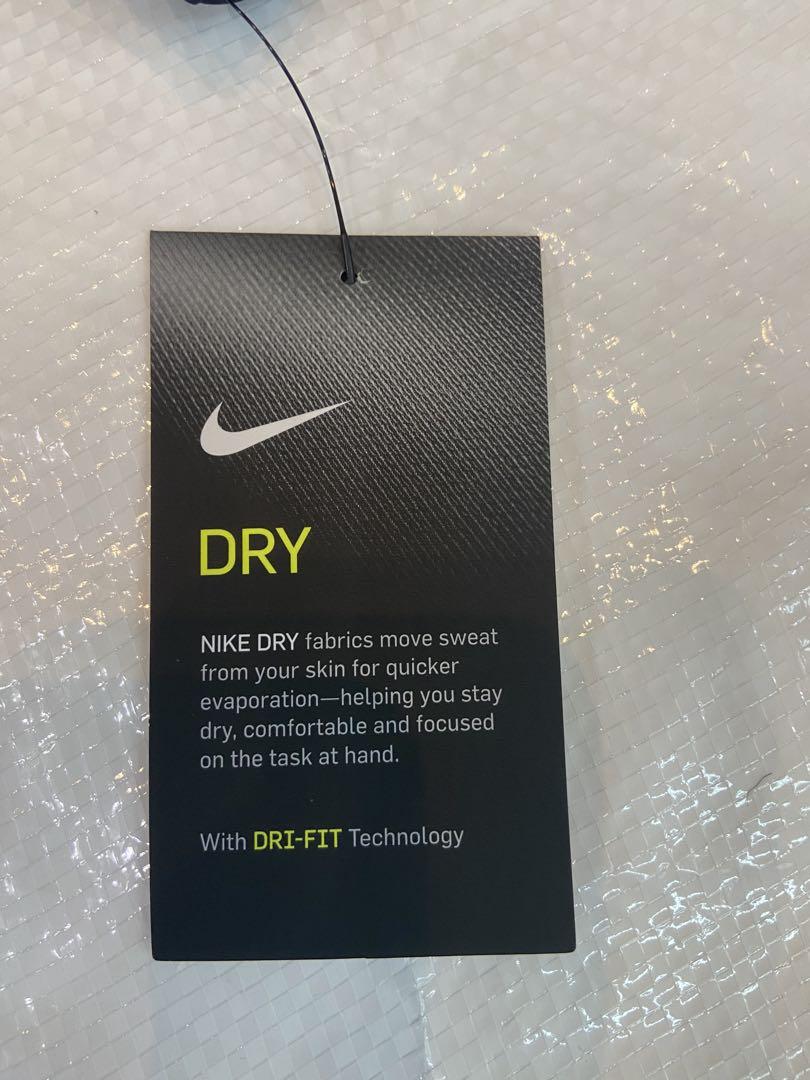 DRY
NIKE DRY fabrics move sweat
from your skin for quicker
evaporation—helping you stay
dry, comfortable and focused
on the task at hand.
With DRI-FIT Technology